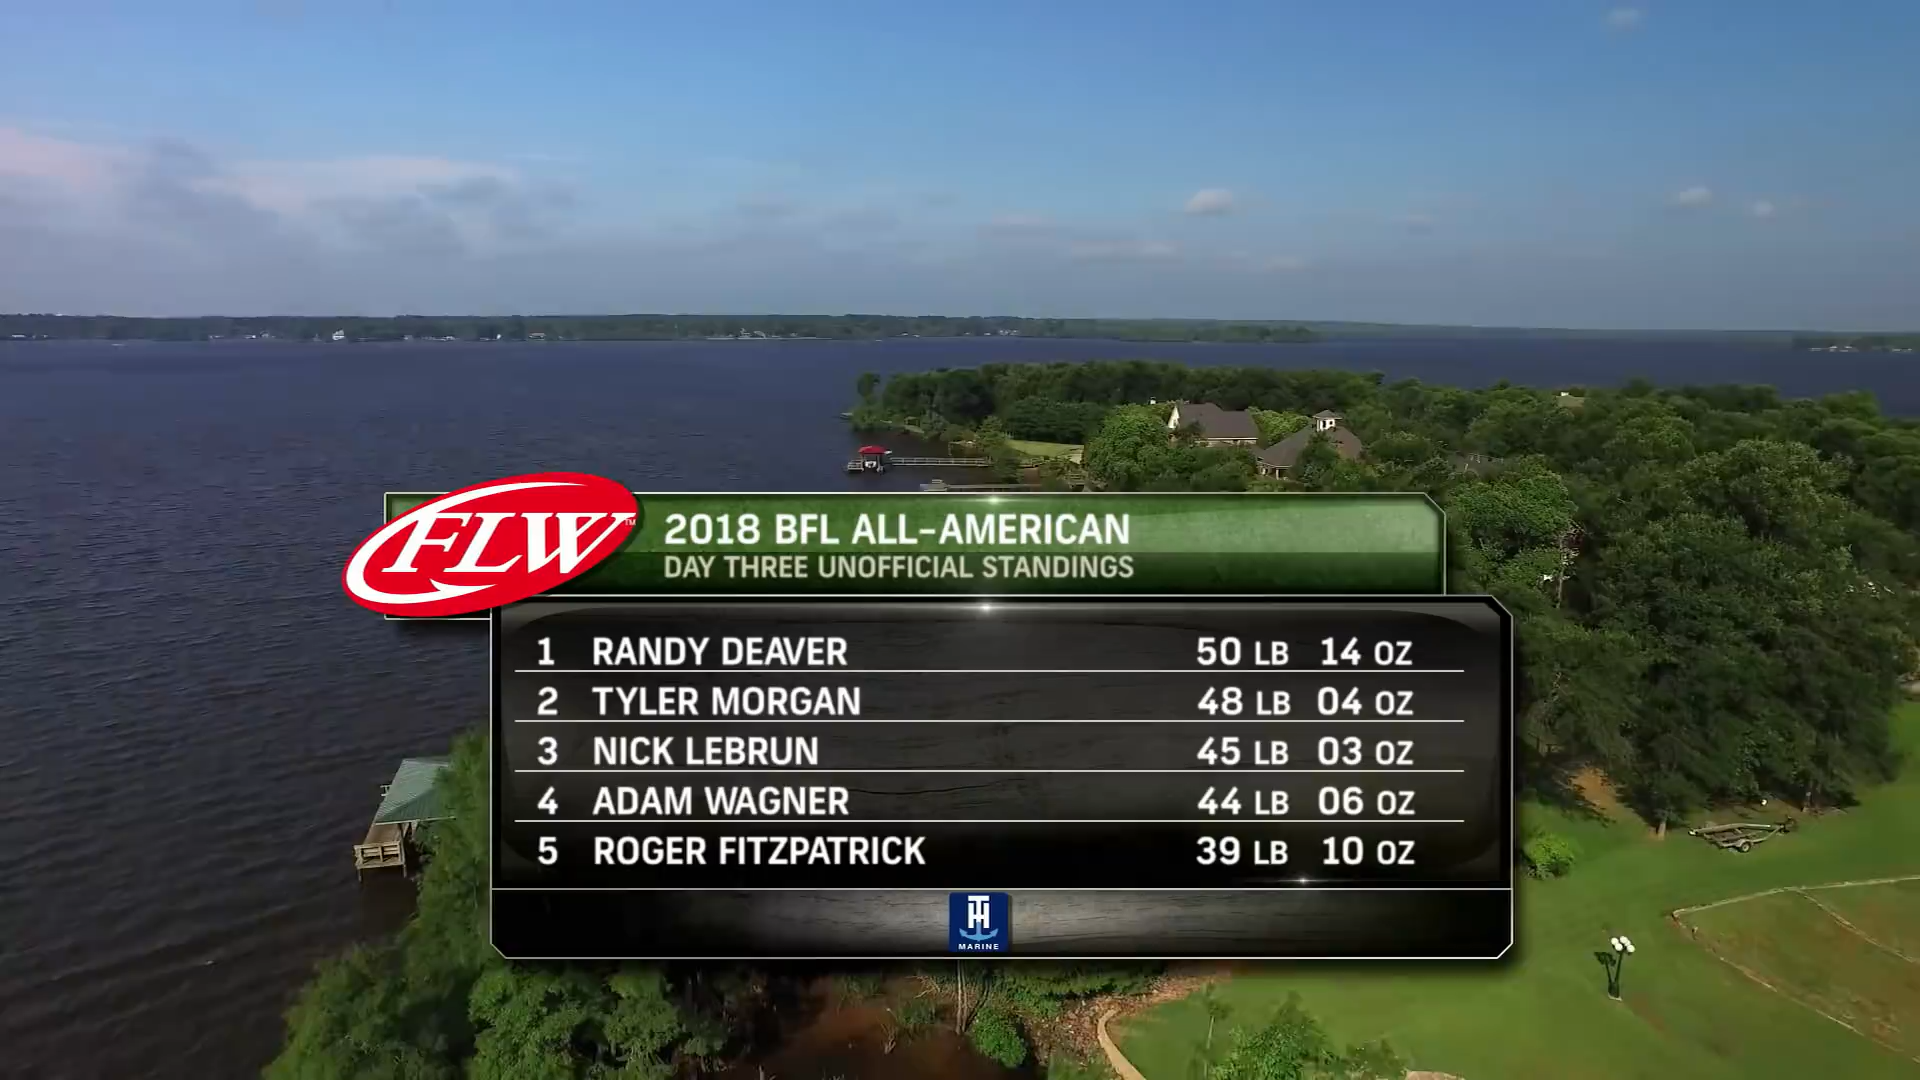 FLW™
2018 BFL ALL-AMERICAN
DAY THREE UNOFFICIAL STANDINGS
1 RANDY DEAVER 50 LB 14 OZ
2 TYLER MORGAN 48 LB 04 OZ
3 NICK LEBRUN 45 LB 03 OZ
4 ADAM WAGNER 44 LB 06 OZ
5 ROGER FITZPATRICK 39 LB 10 OZ
TH
MARINE